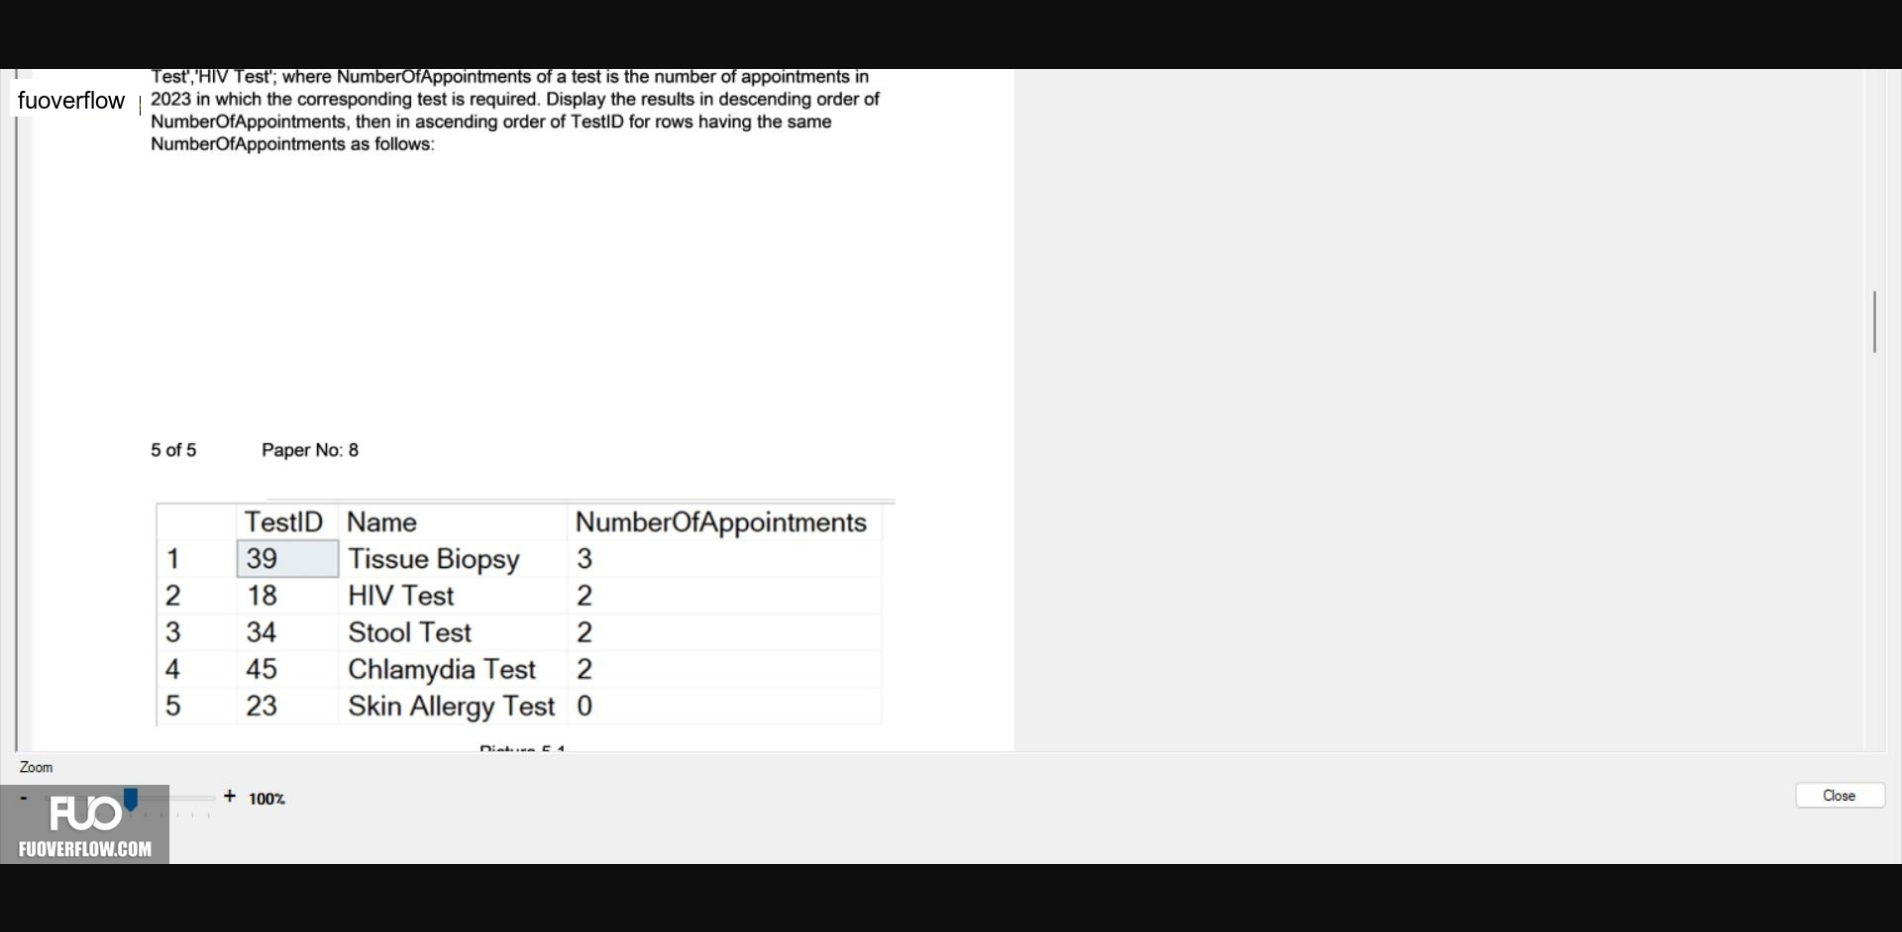 Test','HIV Test'; where NumberOfAppointments of a test is the number of appointments in
fuoverflow
2023 in which the corresponding test is required. Display the results in descending order of
NumberOfAppointments, then in ascending order of TestID for rows having the same
NumberOfAppointments as follows:
5 of 5 Paper No: 8
TestID Name NumberOfAppointments
1 39 Tissue Biopsy 3
2 18 HIV Test 2
3 34 Stool Test 2
4 45 Chlamydia Test 2
5 23 Skin Allergy Test 0
Picture 5.1
Zoom
- + 100%
Close
FUO
FUOVERFLOW.COM